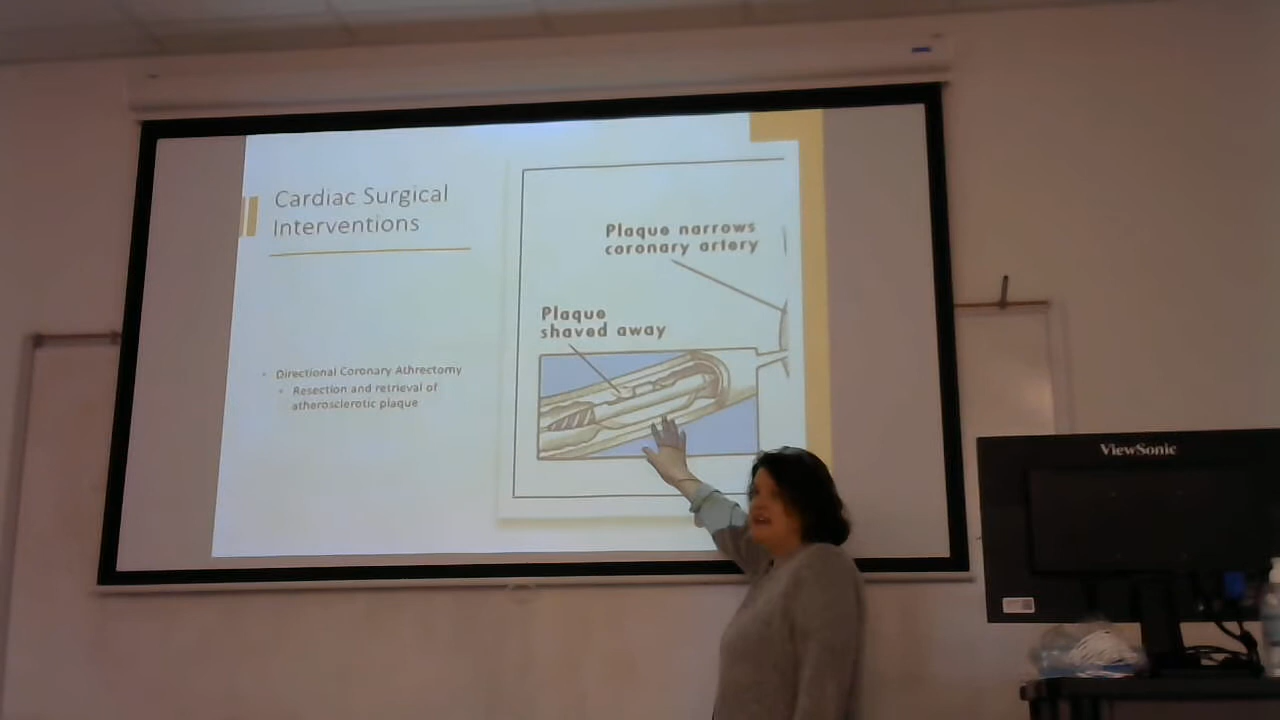 Cardiac Surgical
Interventions
Directional Coronary Athrectomy
Resection and retrieval of
atherosclerotic plaque
Plaque narrows
coronary artery
Plaque
shaved away
ViewSonic